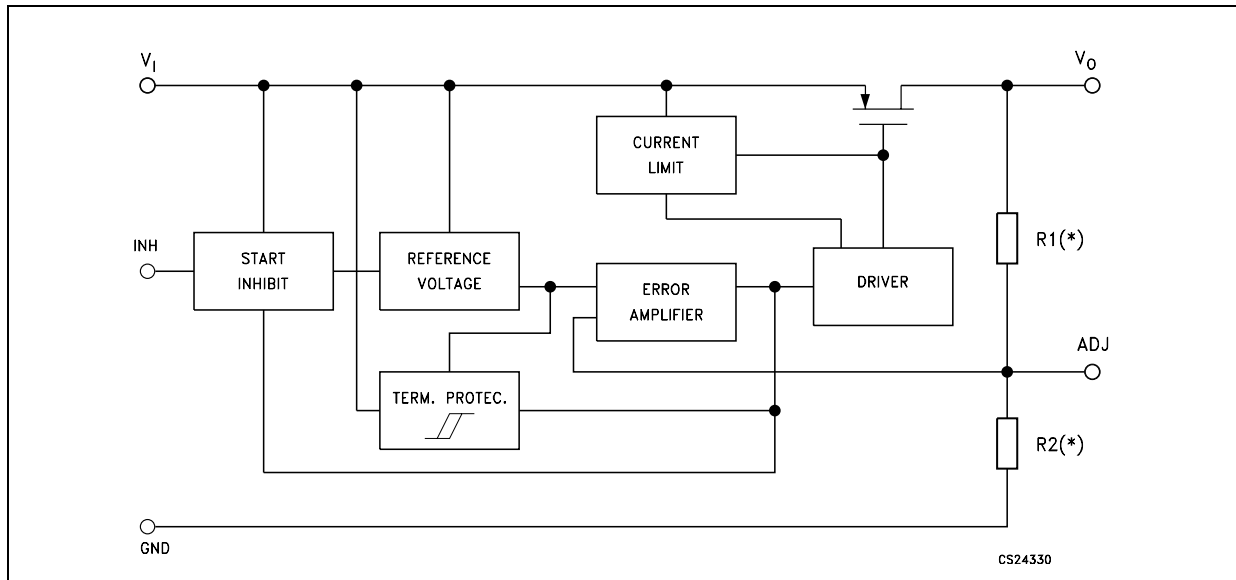 V_I
V_O
CURRENT
LIMIT
INH
START
INHIBIT
REFERENCE
VOLTAGE
R1(*)
ERROR
AMPLIFIER
DRIVER
ADJ
TERM. PROTEC.
R2(*)
GND
CS24330